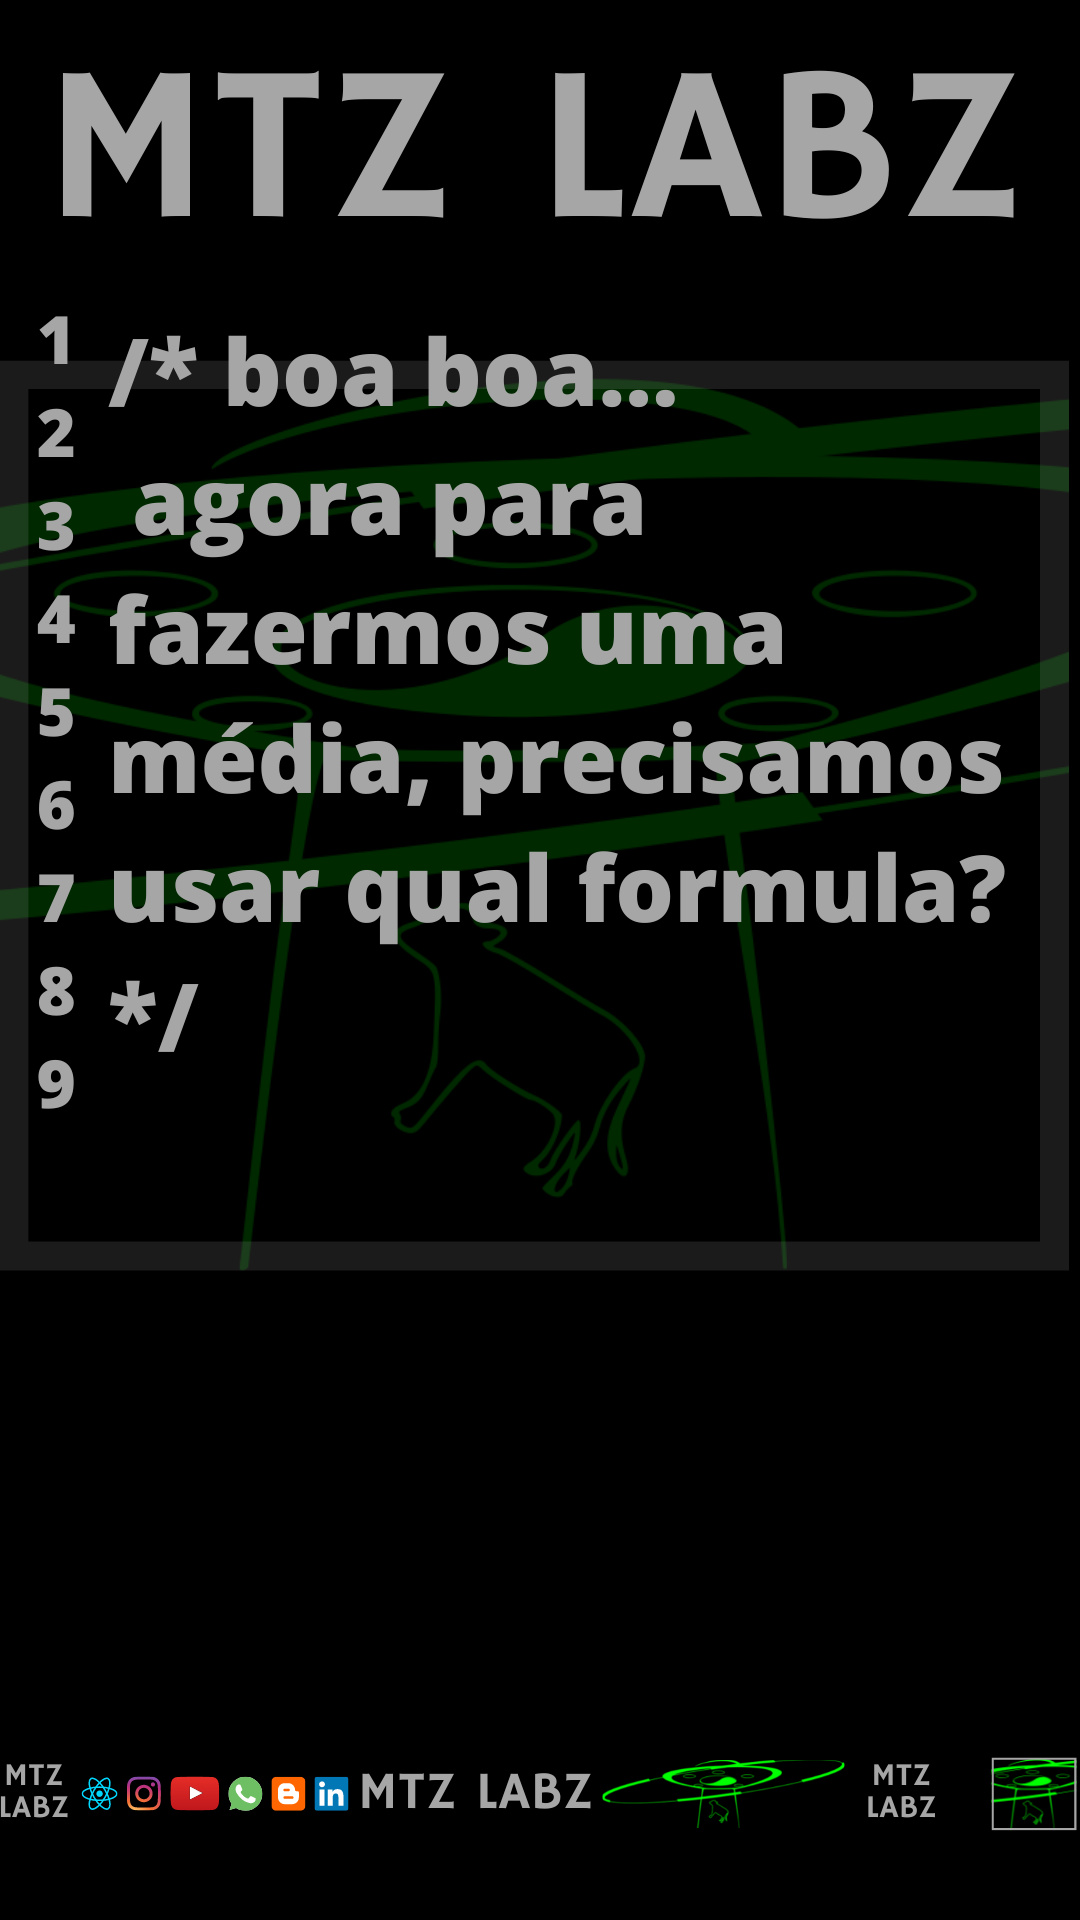 MTZ LABZ
1
2
3
4
5
6
7
8
9
/* boa boa...
agora para
fazermos uma
média, precisamos
usar qual formula?
*/
MTZ
LABZ
in
MTZ LABZ
MTZ
LABZ